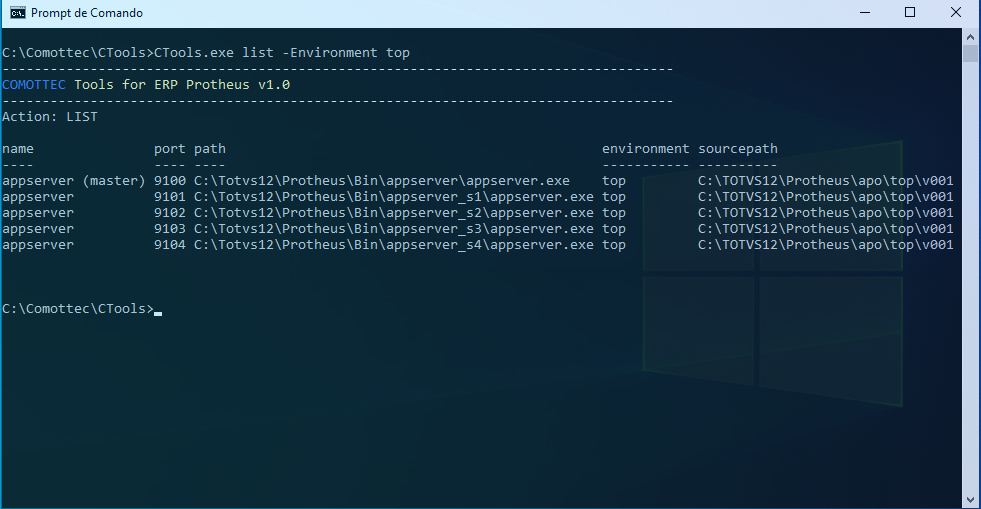 Prompt de Comando
C:\Comottec\CTools>CTools.exe list -Environment top
------------------------------------------------------------------------------------
COMOTTEC Tools for ERP Protheus v1.0
------------------------------------------------------------------------------------
Action: LIST
name port path environment sourcepath
---- ---- ---- ----------- ----------
appserver (master) 9100 C:\Totvs12\Protheus\Bin\appserver\appserver.exe top C:\TOTVS12\Protheus\apo\top\v001
appserver 9101 C:\Totvs12\Protheus\Bin\appserver_s1\appserver.exe top C:\TOTVS12\Protheus\apo\top\v001
appserver 9102 C:\Totvs12\Protheus\Bin\appserver_s2\appserver.exe top C:\TOTVS12\Protheus\apo\top\v001
appserver 9103 C:\Totvs12\Protheus\Bin\appserver_s3\appserver.exe top C:\TOTVS12\Protheus\apo\top\v001
appserver 9104 C:\Totvs12\Protheus\Bin\appserver_s4\appserver.exe top C:\TOTVS12\Protheus\apo\top\v001
C:\Comottec\CTools>